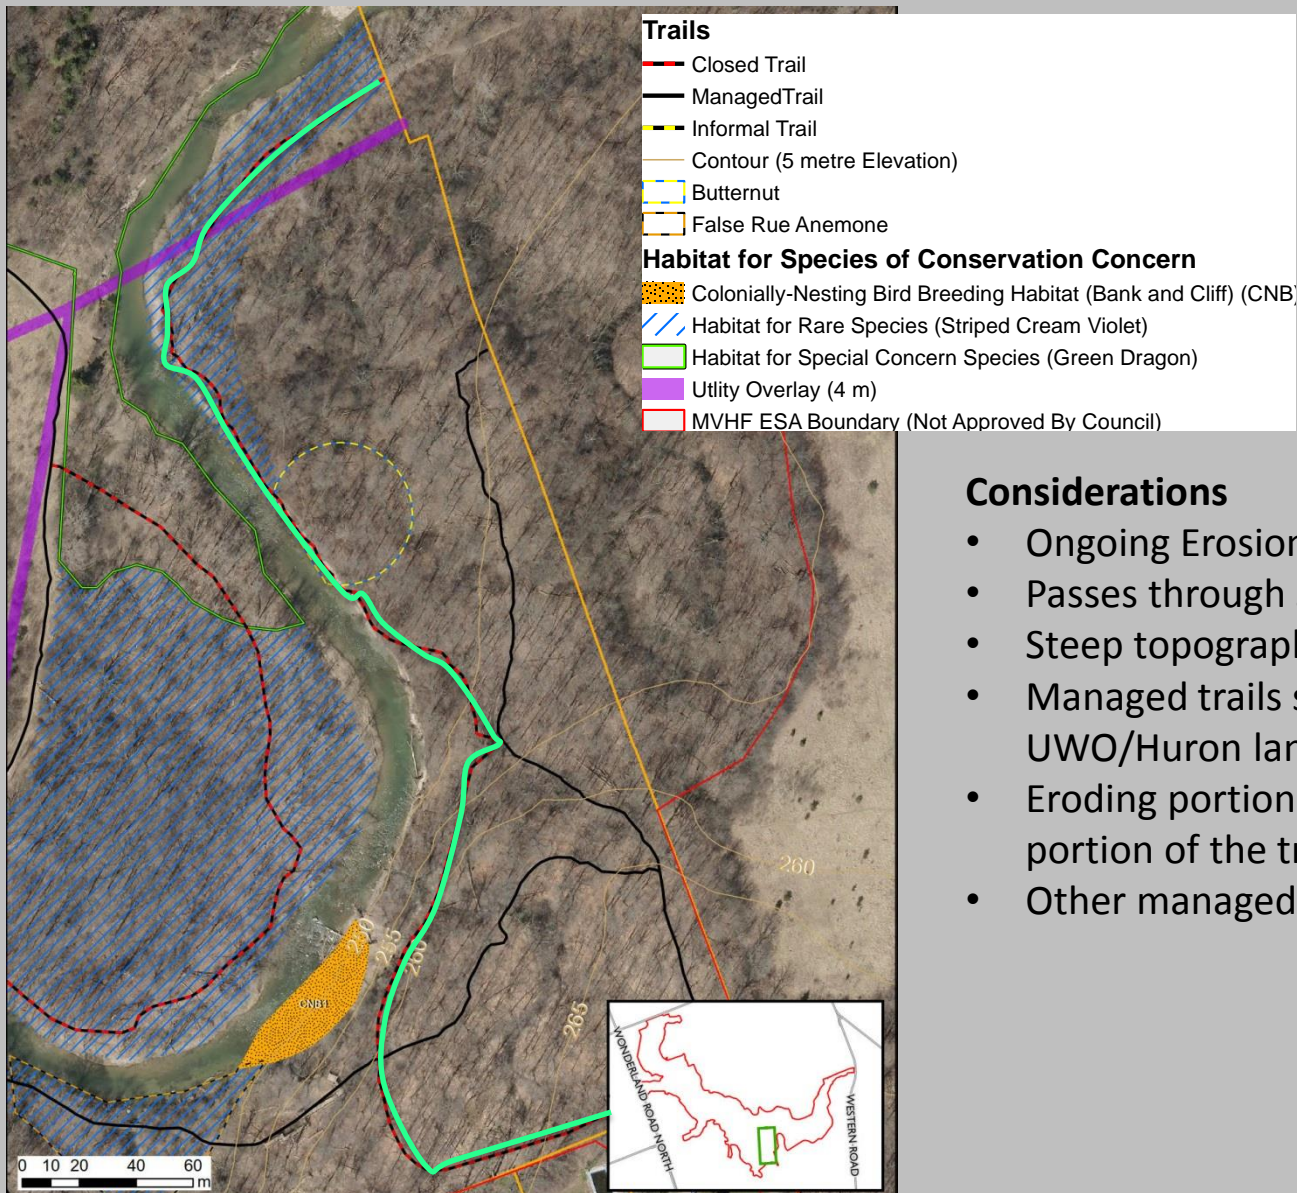 Trails
Closed Trail
ManagedTrail
Informal Trail
Contour (5 metre Elevation)
Butternut
False Rue Anemone
Habitat for Species of Conservation Concern
Colonially-Nesting Bird Breeding Habitat (Bank and Cliff) (CNB)
Habitat for Rare Species (Striped Cream Violet)
Habitat for Special Concern Species (Green Dragon)
Utlity Overlay (4 m)
MVHF ESA Boundary (Not Approved By Council)
Considerations
• Ongoing Erosion
• Passes through
• Steep topograph
• Managed trails s
UWO/Huron lan
• Eroding portion
portion of the tr
• Other managed
260
250
255
260
CNB1
265
WONDERLAND ROAD NORTH
WESTERN ROAD
0 10 20 40 60
m